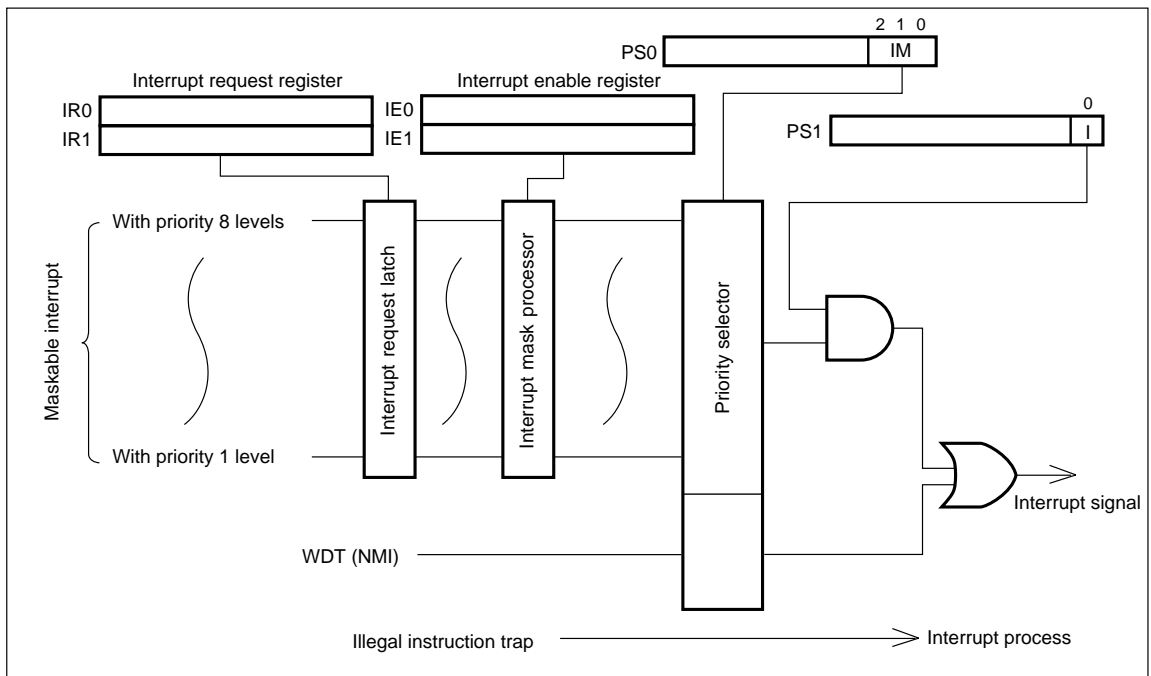 2 1 0
PS0 IM
Interrupt request register
Interrupt enable register
IR0
IR1
IE0
IE1
0
PS1 I
With priority 8 levels
Maskable interrupt
Interrupt request latch
Interrupt mask processor
Priority selector
With priority 1 level
Interrupt signal
WDT (NMI)
Illegal instruction trap
Interrupt process